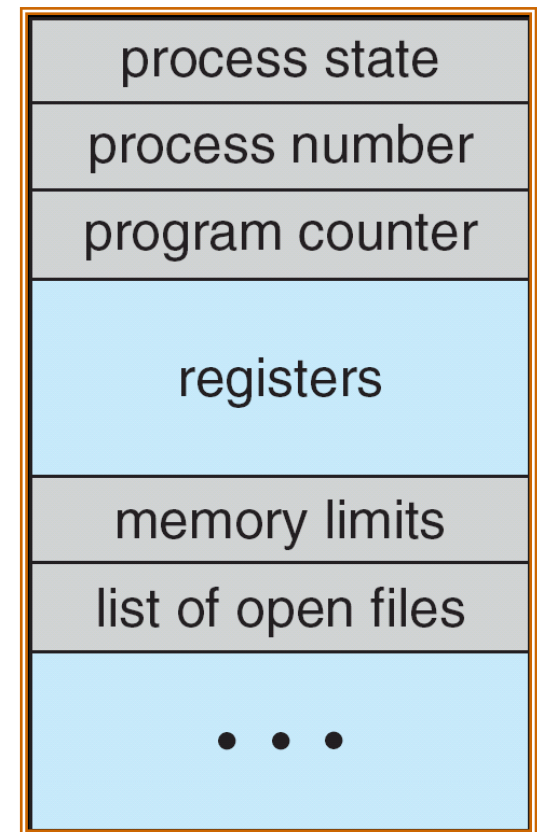 process state
process number
program counter
registers
memory limits
list of open files
• • •